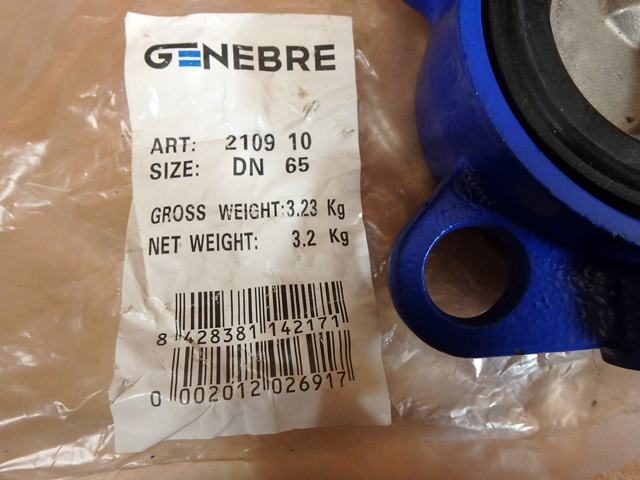 GENEBRE
ART: 2109 10
SIZE: DN 65
GROSS WEIGHT: 3.23 Kg
NET WEIGHT: 3.2 Kg
8 428381 142171
0 002012 026917